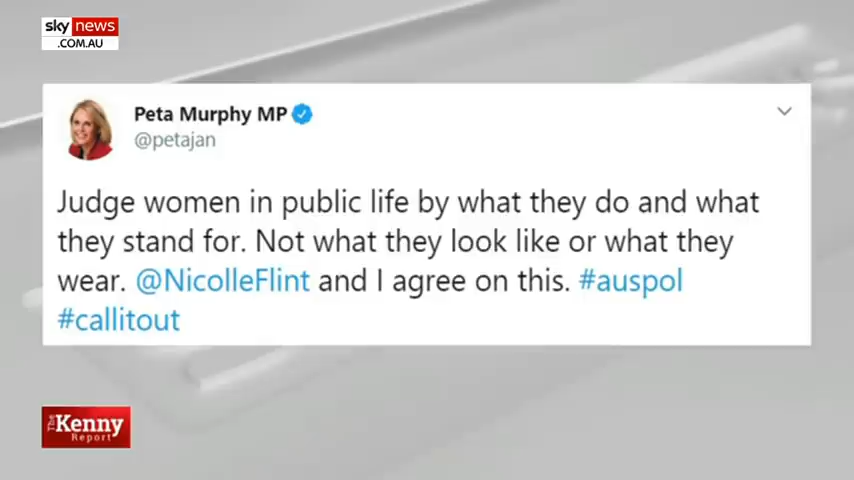 sky news
.COM.AU
Peta Murphy MP
@petajan
Judge women in public life by what they do and what
they stand for. Not what they look like or what they
wear. @NicolleFlint and I agree on this. #auspol
#callitout
The
Kenny
Report